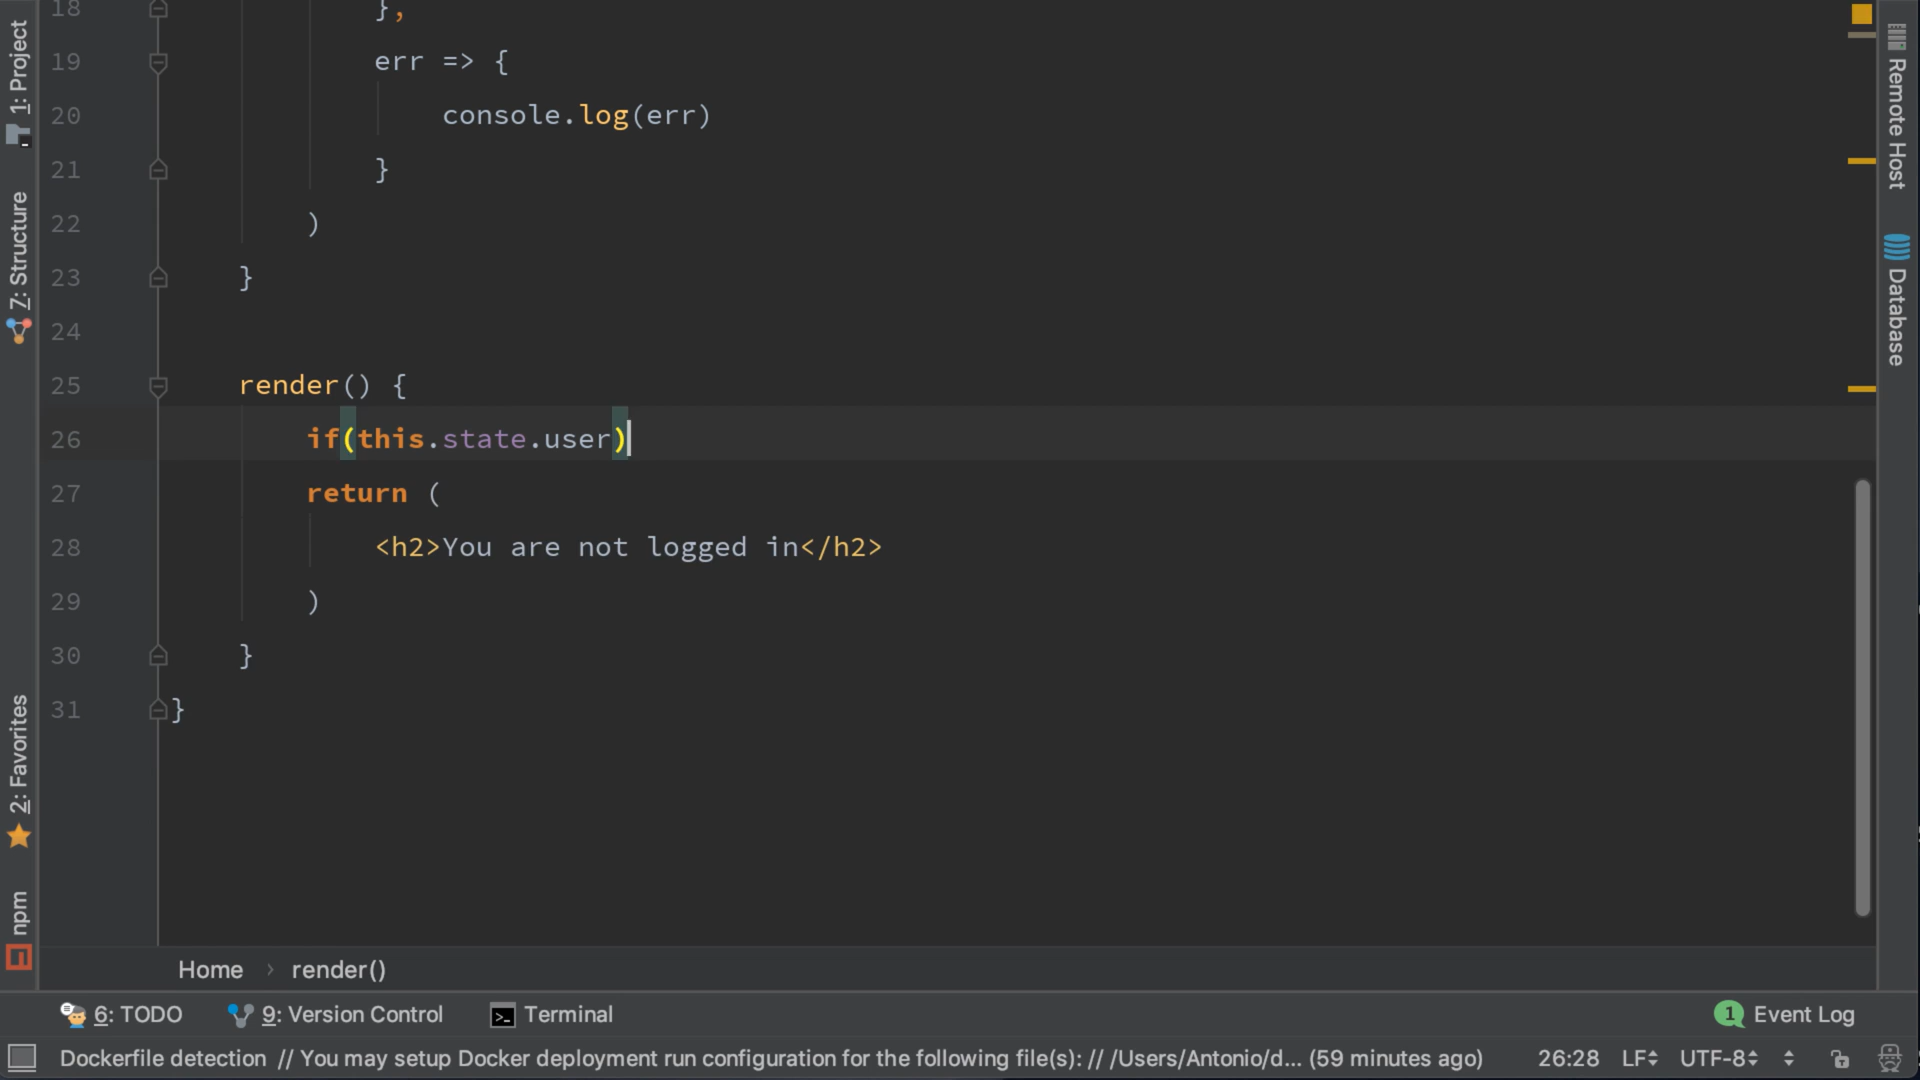 18 },
19 err => {
20 console.log(err)
21 }
22 )
23 }
24
25 render() {
26 if(this.state.user)
27 return (
28 <h2>You are not logged in</h2>
29 )
30 }
31 }
1: Project
7: Structure
2: Favorites
npm
Remote Host
Database
Home › render()
6: TODO 9: Version Control Terminal 1 Event Log
Dockerfile detection // You may setup Docker deployment run configuration for the following file(s): // /Users/Antonio/d... (59 minutes ago) 26:28 LF UTF-8